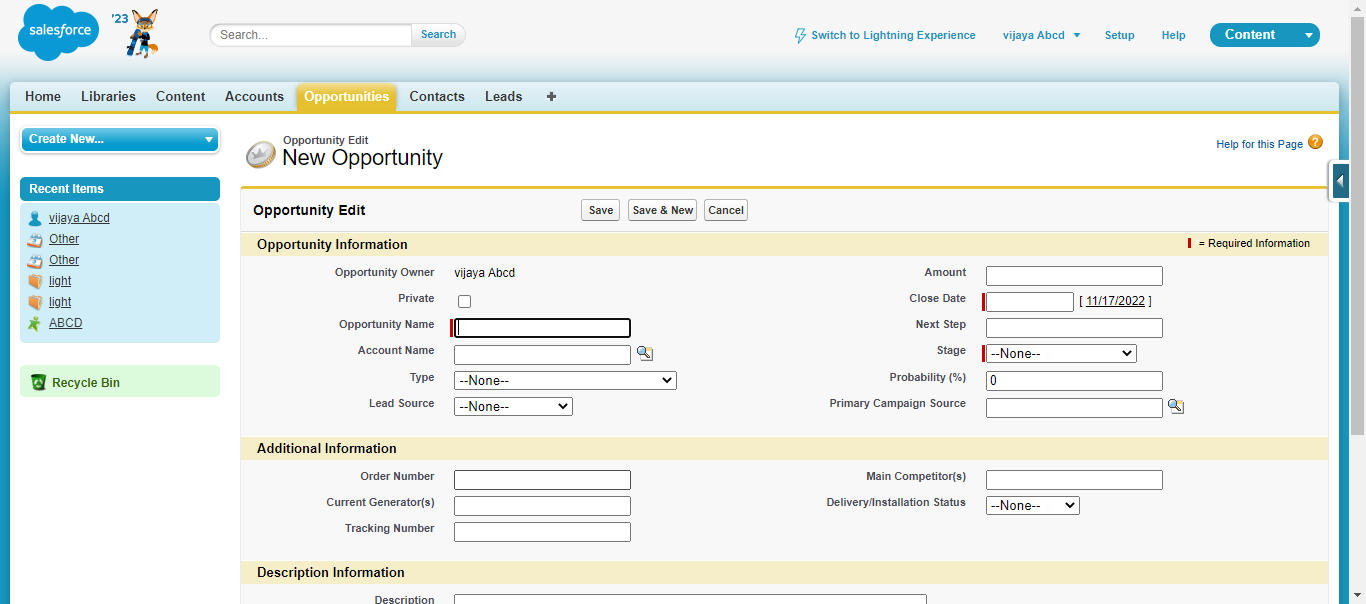 salesforce '23
Search... Search
Switch to Lightning Experience vijaya Abcd Setup Help Content
Home Libraries Content Accounts Opportunities Contacts Leads +
Create New...
Recent Items
vijaya Abcd
Other
Other
light
light
ABCD
Recycle Bin
Opportunity Edit
New Opportunity
Help for this Page ?
Opportunity Edit Save Save & New Cancel
Opportunity Information = Required Information
Opportunity Owner vijaya Abcd Amount
Private Close Date [ 11/17/2022 ]
Opportunity Name Next Step
Account Name Stage --None--
Type --None-- Probability (%) 0
Lead Source --None-- Primary Campaign Source
Additional Information
Order Number Main Competitor(s)
Current Generator(s) Delivery/Installation Status --None--
Tracking Number
Description Information
Description